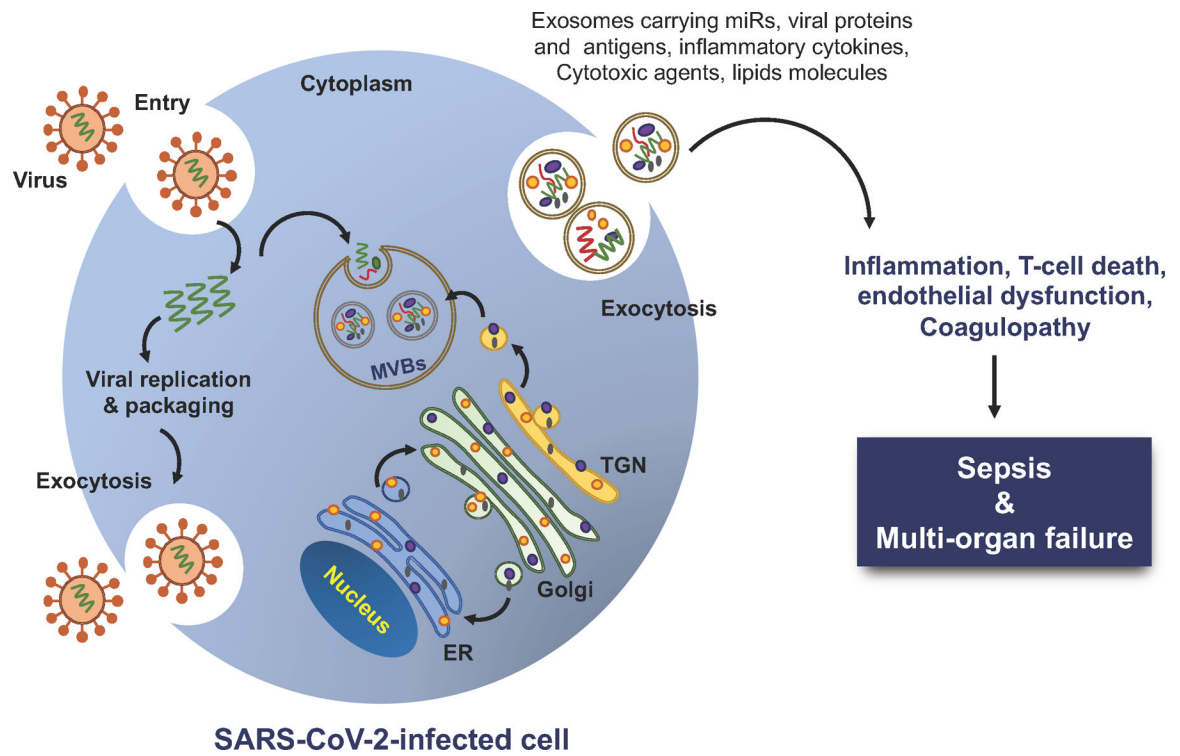 Exosomes carrying miRs, viral proteins
and antigens, inflammatory cytokines,
Cytotoxic agents, lipids molecules
Cytoplasm
Entry
Virus
Exocytosis
Inflammation, T-cell death,
endothelial dysfunction,
Coagulopathy
MVBs
Viral replication
& packaging
TGN
Exocytosis
Sepsis
&
Multi-organ failure
Golgi
Nucleus
ER
SARS-CoV-2-infected cell